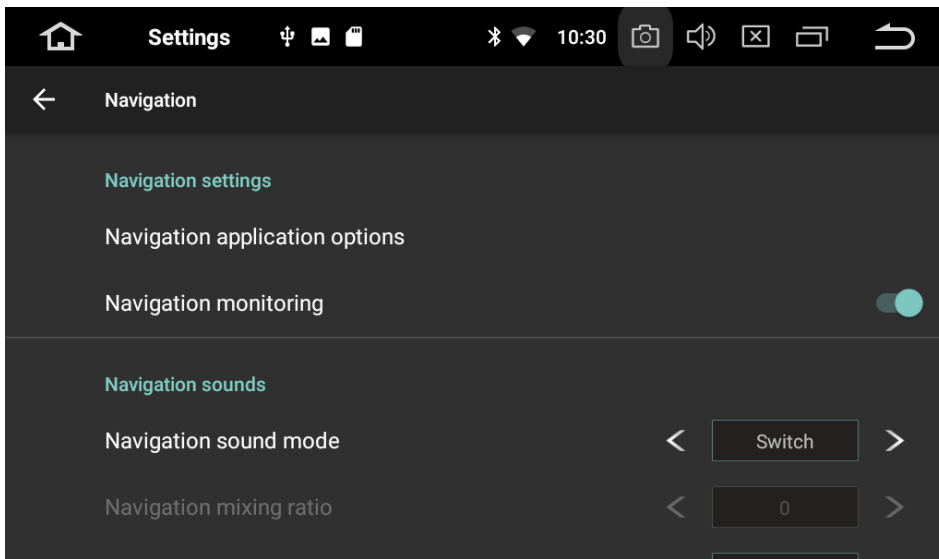 Settings 10:30
Navigation
Navigation settings
Navigation application options
Navigation monitoring
Navigation sounds
Navigation sound mode Switch
Navigation mixing ratio 0